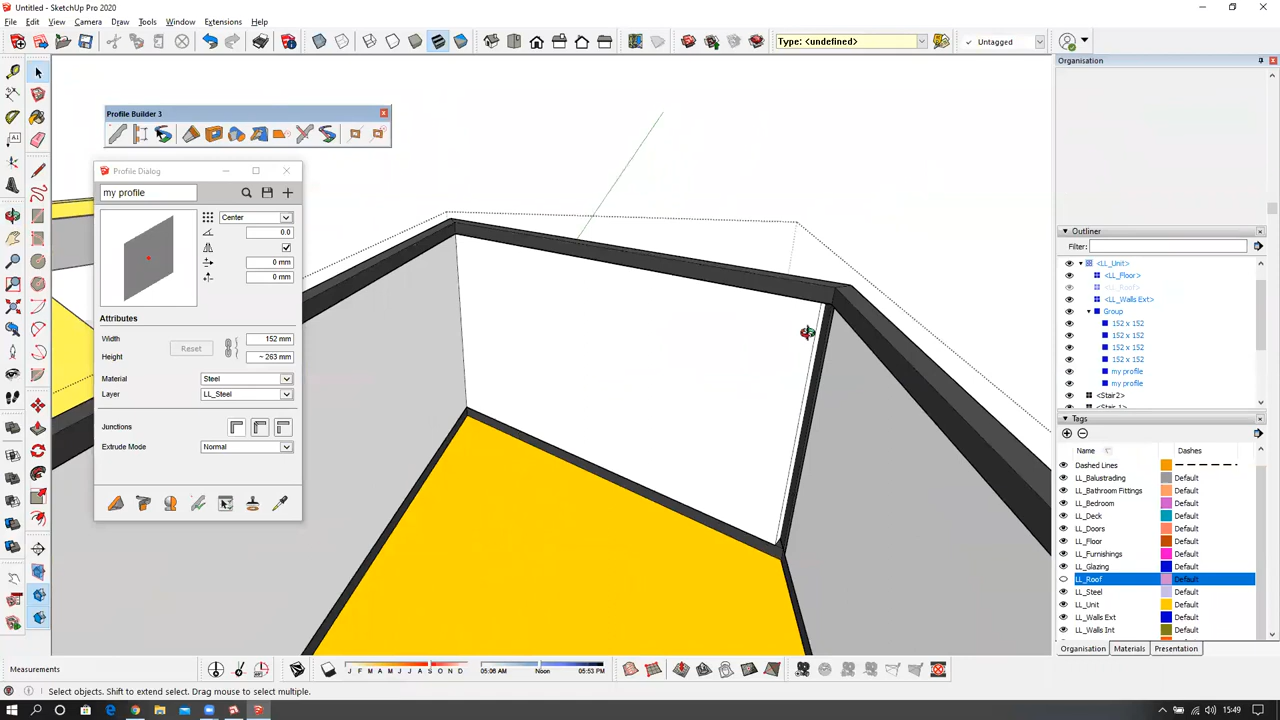 Untitled - SketchUp Pro 2020
File Edit View Camera Draw Tools Window Extensions Help
Type: <undefined>
Untagged
Organisation
Profile Builder 3
Profile Dialog
my profile
Center
0.0
0 mm
0 mm
Attributes
Width 152 mm
Reset
Height ~ 263 mm
Material Steel
Layer LL_Steel
Junctions
Extrude Mode Normal
Outliner
Filter:
<LL_Unit>
<LL_Floor>
<LL_Roof>
<LL_Walls Ext>
Group
152 x 152
152 x 152
152 x 152
152 x 152
my profile
my profile
<Stair2>
Tags
Name Dashes
Dashed Lines
LL_Balustrading Default
LL_Bathroom Fittings Default
LL_Bedroom Default
LL_Deck Default
LL_Doors Default
LL_Floor Default
LL_Furnishings Default
LL_Glazing Default
LL_Roof Default
LL_Steel Default
LL_Unit Default
LL_Walls Ext Default
LL_Walls Int Default
Organisation Materials Presentation
Measurements
J F M A M J J A S O N D
05:06 AM Noon 05:53 PM
Select objects. Shift to extend select. Drag mouse to select multiple.
15:49